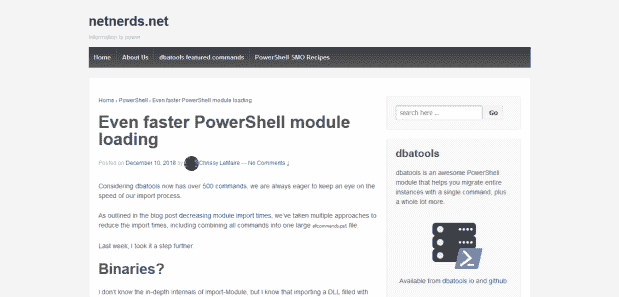 netnerds.net
information is power
Home
About Us
dbatools featured commands
PowerShell SMO Recipes
Home › PowerShell › Even faster PowerShell module loading
Even faster PowerShell module
loading
Posted on December 10, 2018 by Chrissy LeMaire — No Comments ↓
Considering dbatools now has over 500 commands, we are always eager to keep an eye on the
speed of our import process.
As outlined in the blog post decreasing module import times, we've taken multiple approaches to
reduce the import times, including combining all commands into one large allcommands.ps1 file.
Last week, I took it a step further.
Binaries?
I don't know the in-depth internals of Import-Module, but I know that importing a DLL filled with
search here ...
Go
dbatools
dbatools is an awesome PowerShell
module that helps you migrate entire
instances with a single command, plus
a whole lot more.
Available from dbatools.io and github